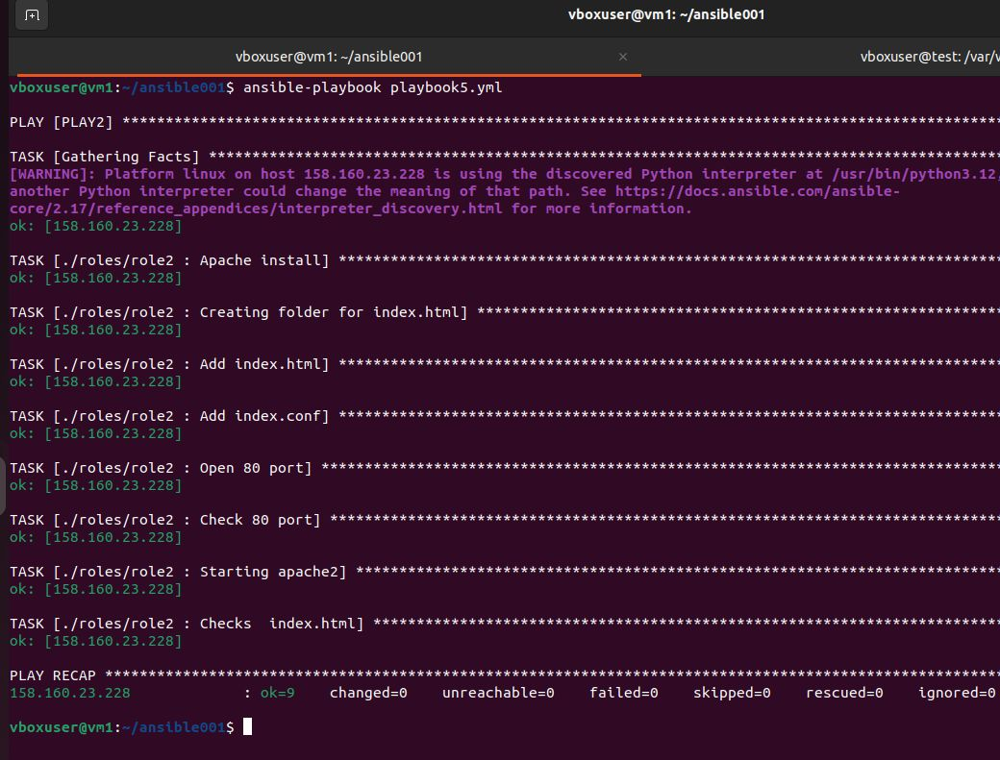 vboxuser@vm1: ~/ansible001
vboxuser@vm1: ~/ansible001 × vboxuser@test: /var/v
vboxuser@vm1:~/ansible001$ ansible-playbook playbook5.yml
PLAY [PLAY2] ******************************************************************************************************
TASK [Gathering Facts] ********************************************************************************************
[WARNING]: Platform linux on host 158.160.23.228 is using the discovered Python interpreter at /usr/bin/python3.12,
another Python interpreter could change the meaning of that path. See https://docs.ansible.com/ansible-
core/2.17/reference_appendices/interpreter_discovery.html for more information.
ok: [158.160.23.228]
TASK [./roles/role2 : Apache install] *****************************************************************************
ok: [158.160.23.228]
TASK [./roles/role2 : Creating folder for index.html] *************************************************************
ok: [158.160.23.228]
TASK [./roles/role2 : Add index.html] *****************************************************************************
ok: [158.160.23.228]
TASK [./roles/role2 : Add index.conf] *****************************************************************************
ok: [158.160.23.228]
TASK [./roles/role2 : Open 80 port] *******************************************************************************
ok: [158.160.23.228]
TASK [./roles/role2 : Check 80 port] ******************************************************************************
ok: [158.160.23.228]
TASK [./roles/role2 : Starting apache2] ***************************************************************************
ok: [158.160.23.228]
TASK [./roles/role2 : Checks  index.html] *************************************************************************
ok: [158.160.23.228]
PLAY RECAP ********************************************************************************************************
158.160.23.228             : ok=9    changed=0    unreachable=0    failed=0    skipped=0    rescued=0    ignored=0
vboxuser@vm1:~/ansible001$